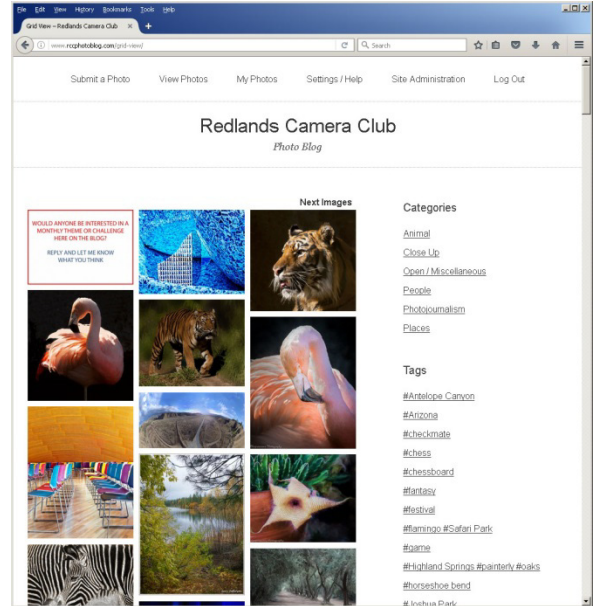 File Edit View History Bookmarks Tools Help
Grid View – Redlands Camera Club
www.rccphotoblog.com/grid-view/
Search
Submit a Photo View Photos My Photos Settings / Help Site Administration Log Out
Redlands Camera Club
Photo Blog
Next Images
WOULD ANYONE BE INTERESTED IN A
MONTHLY THEME OR CHALLENGE
HERE ON THE BLOG?
REPLY AND LET ME KNOW
WHAT YOU THINK
Categories
Animal
Close Up
Open / Miscellaneous
People
Photojournalism
Places
Tags
#Antelope Canyon
#Arizona
#checkmate
#chess
#chessboard
#fantasy
#festival
#flamingo #Safari Park
#game
#Highland Springs #painterly #oaks
#horseshoe bend
#Joshua Park